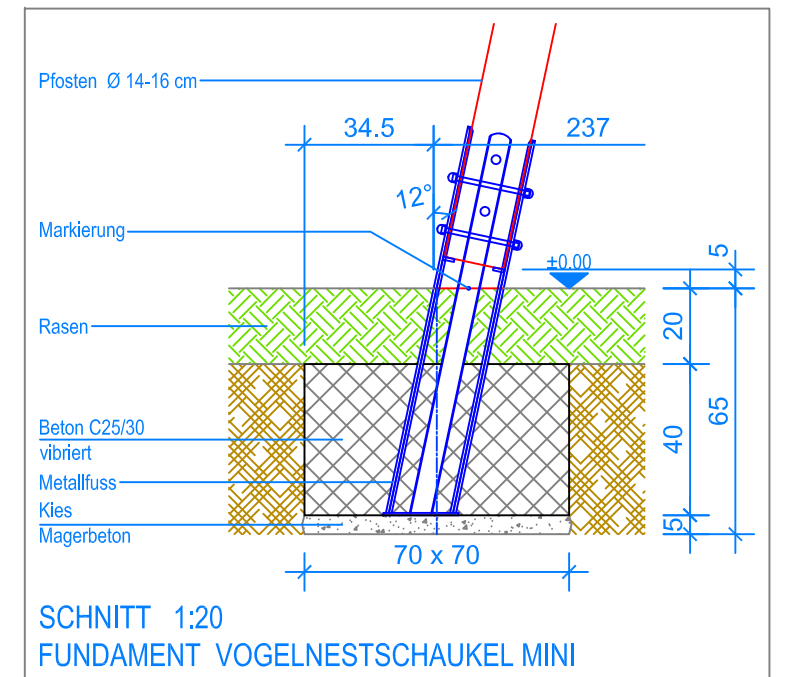 Pfosten Ø 14-16 cm
34.5
237
12°
Markierung
±0.00
5
Rasen
20
65
Beton C25/30
vibriert
40
Metallfuss
Kies
Magerbeton
5
70 x 70
SCHNITT 1:20
FUNDAMENT VOGELNESTSCHAUKEL MINI